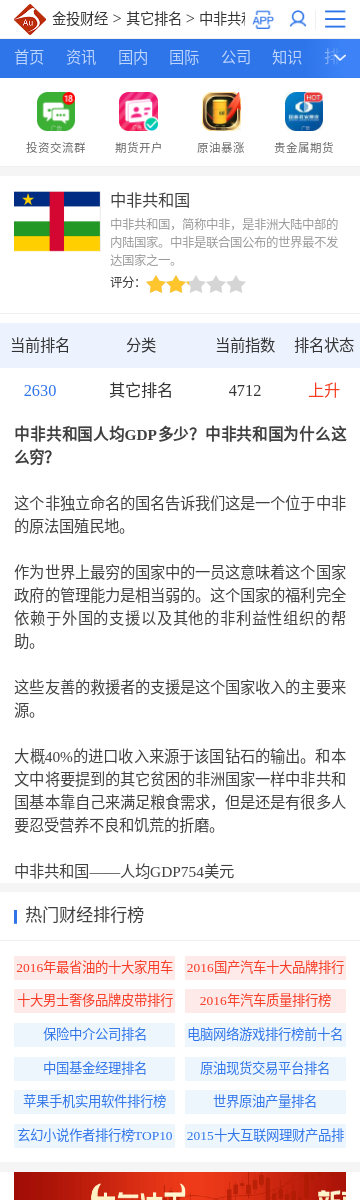 金投财经 > 其它排名 > 中非共和
APP
首页 资讯 国内 国际 公司 知识 排
18
HOT
投资交流群 期货开户 原油暴涨 贵金属期货
中非共和国
中非共和国，简称中非，是非洲大陆中部的
内陆国家。中非是联合国公布的世界最不发
达国家之一。
评分：
当前排名 分类 当前指数 排名状态
2630 其它排名 4712 上升
中非共和国人均GDP多少？中非共和国为什么这
么穷？
这个非独立命名的国名告诉我们这是一个位于中非
的原法国殖民地。
作为世界上最穷的国家中的一员这意味着这个国家
政府的管理能力是相当弱的。这个国家的福利完全
依赖于外国的支援以及其他的非利益性组织的帮
助。
这些友善的救援者的支援是这个国家收入的主要来
源。
大概40%的进口收入来源于该国钻石的输出。和本
文中将要提到的其它贫困的非洲国家一样中非共和
国基本靠自己来满足粮食需求，但是还是有很多人
要忍受营养不良和饥荒的折磨。
中非共和国——人均GDP754美元
热门财经排行榜
2016年最省油的十大家用车 2016国产汽车十大品牌排行
十大男士奢侈品牌皮带排行 2016年汽车质量排行榜
保险中介公司排名 电脑网络游戏排行榜前十名
中国基金经理排名 原油现货交易平台排名
苹果手机实用软件排行榜 世界原油产量排名
玄幻小说作者排行榜TOP10 2015十大互联网理财产品排